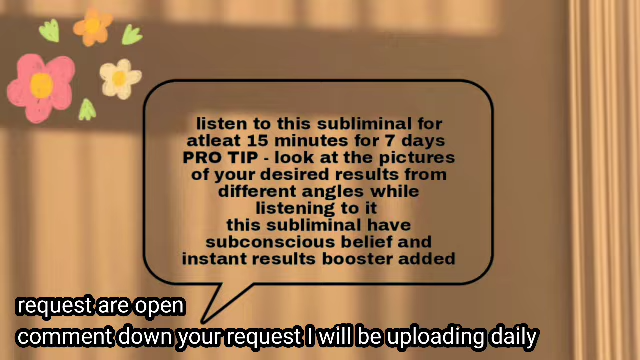 listen to this subliminal for
atleat 15 minutes for 7 days
PRO TIP - look at the pictures
of your desired results from
different angles while
listening to it
this subliminal have
subconscious belief and
instant results booster added
request are open
comment down your request I will be uploading daily